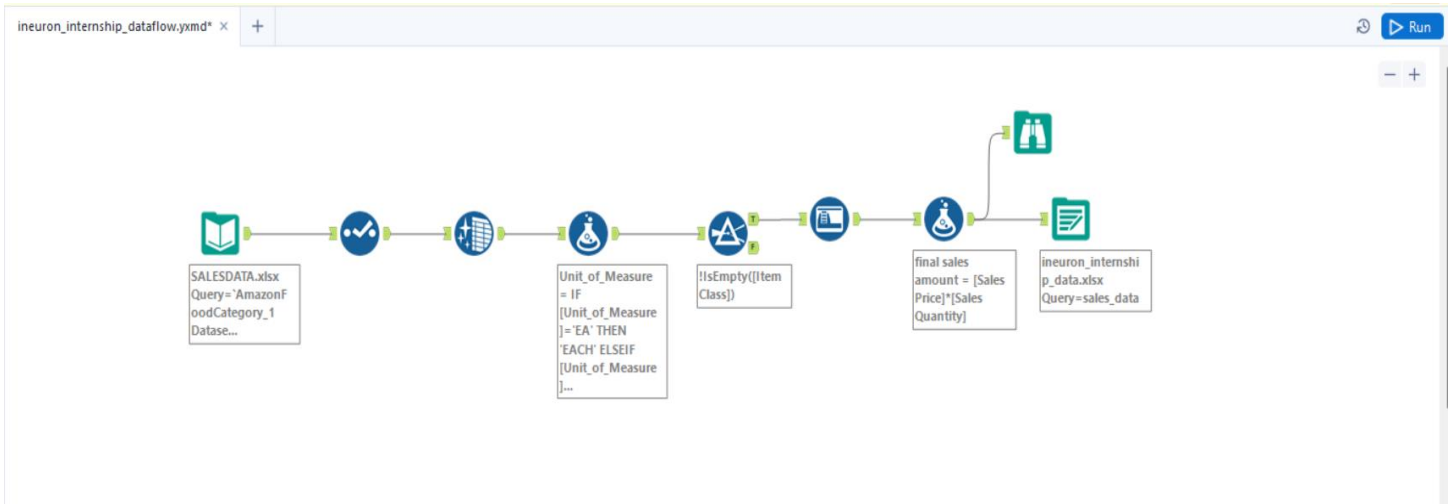 ineuron_internship_dataflow.yxmd* × +
Run
− +
T
F
SALESDATA.xlsx
Query=`AmazonF
oodCategory_1
Datase...
Unit_of_Measure
= IF
[Unit_of_Measure
]='EA' THEN
'EACH' ELSEIF
[Unit_of_Measure
]...
!IsEmpty([Item
Class])
final sales
amount = [Sales
Price]*[Sales
Quantity]
ineuron_internshi
p_data.xlsx
Query=sales_data